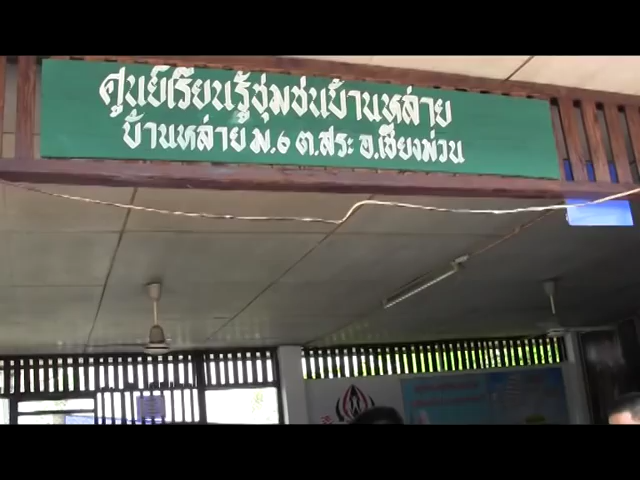 ศูนย์เรียนรู้ชุมชนบ้านหล่าย
บ้านหล่าย ม.๖ ต.สระ อ.เชียงม่วน